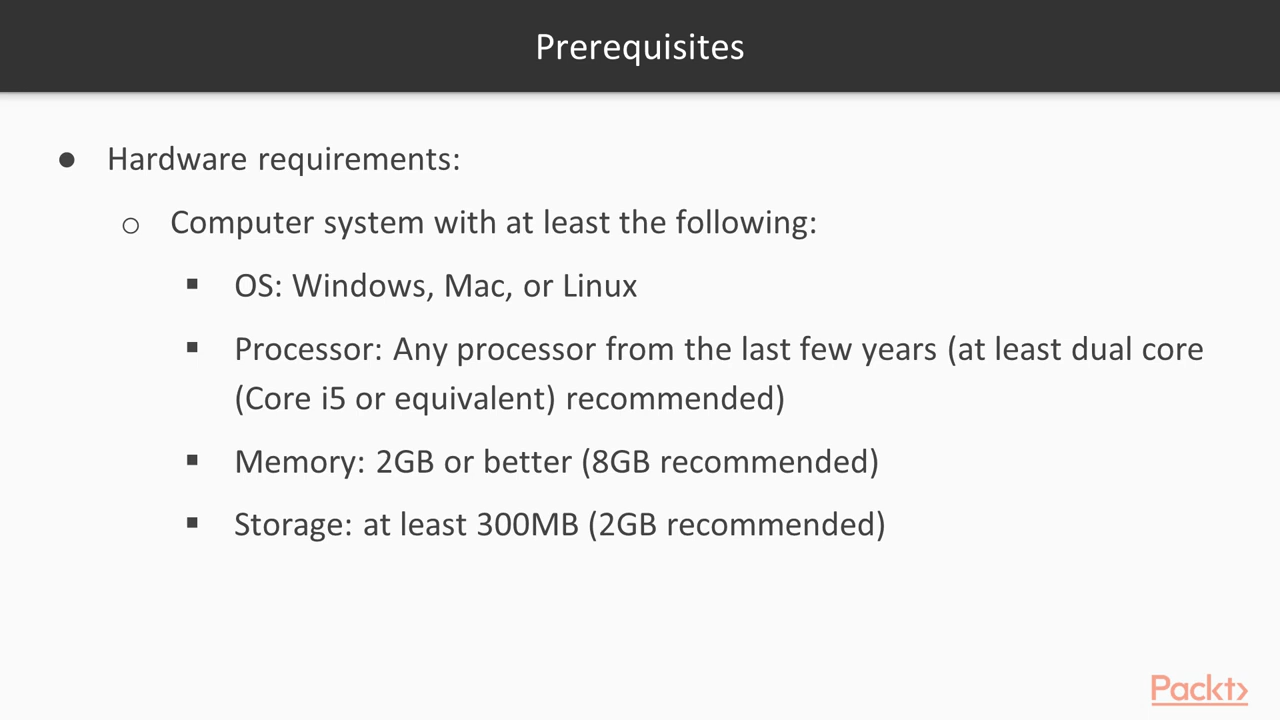 Prerequisites
● Hardware requirements:
○ Computer system with at least the following:
▪ OS: Windows, Mac, or Linux
▪ Processor: Any processor from the last few years (at least dual core
(Core i5 or equivalent) recommended)
▪ Memory: 2GB or better (8GB recommended)
▪ Storage: at least 300MB (2GB recommended)
Packt>